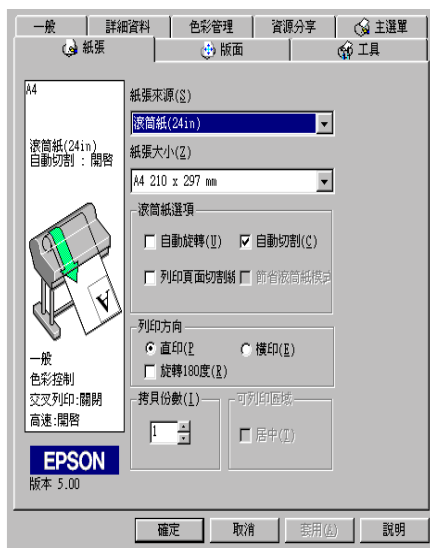 一般 詳細資料 色彩管理 資源分享 主選單
紙張 版面 工具
A4
滾筒紙(24in)
自動切割 : 開啓
一般
色彩控制
交叉列印:關閉
高速:開啓
EPSON
版本 5.00
紙張來源(S)
滾筒紙(24in)
紙張大小(Z)
A4 210 x 297 mm
滾筒紙選項
自動旋轉(U) 自動切割(C)
列印頁面切割線 節省滾筒紙模式
列印方向
直印(P 橫印(E)
旋轉180度(R)
拷貝份數(I) 可列印區域
1 居中(T)
確定 取消 套用(A) 說明